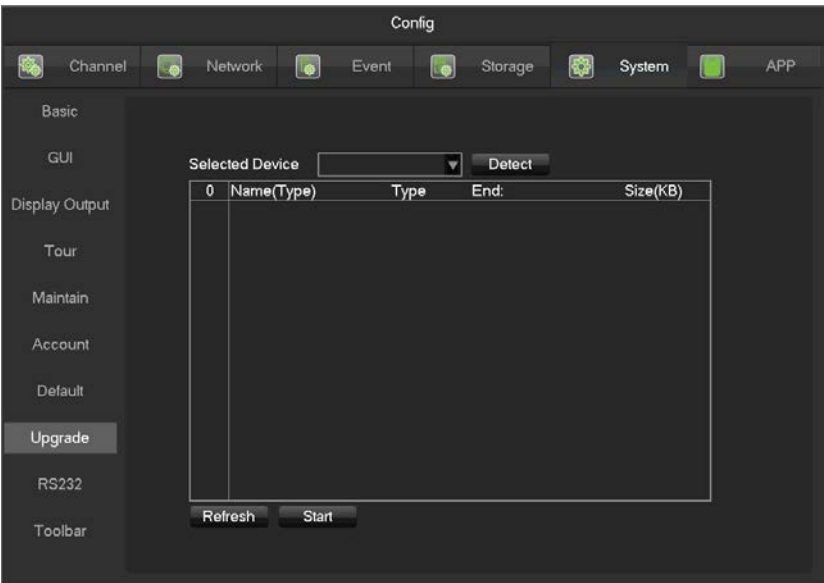 Config
Channel Network Event Storage System APP
Basic
GUI
Display Output
Tour
Maintain
Account
Default
Upgrade
RS232
Toolbar
Selected Device Detect
0 Name(Type) Type End: Size(KB)
Refresh Start